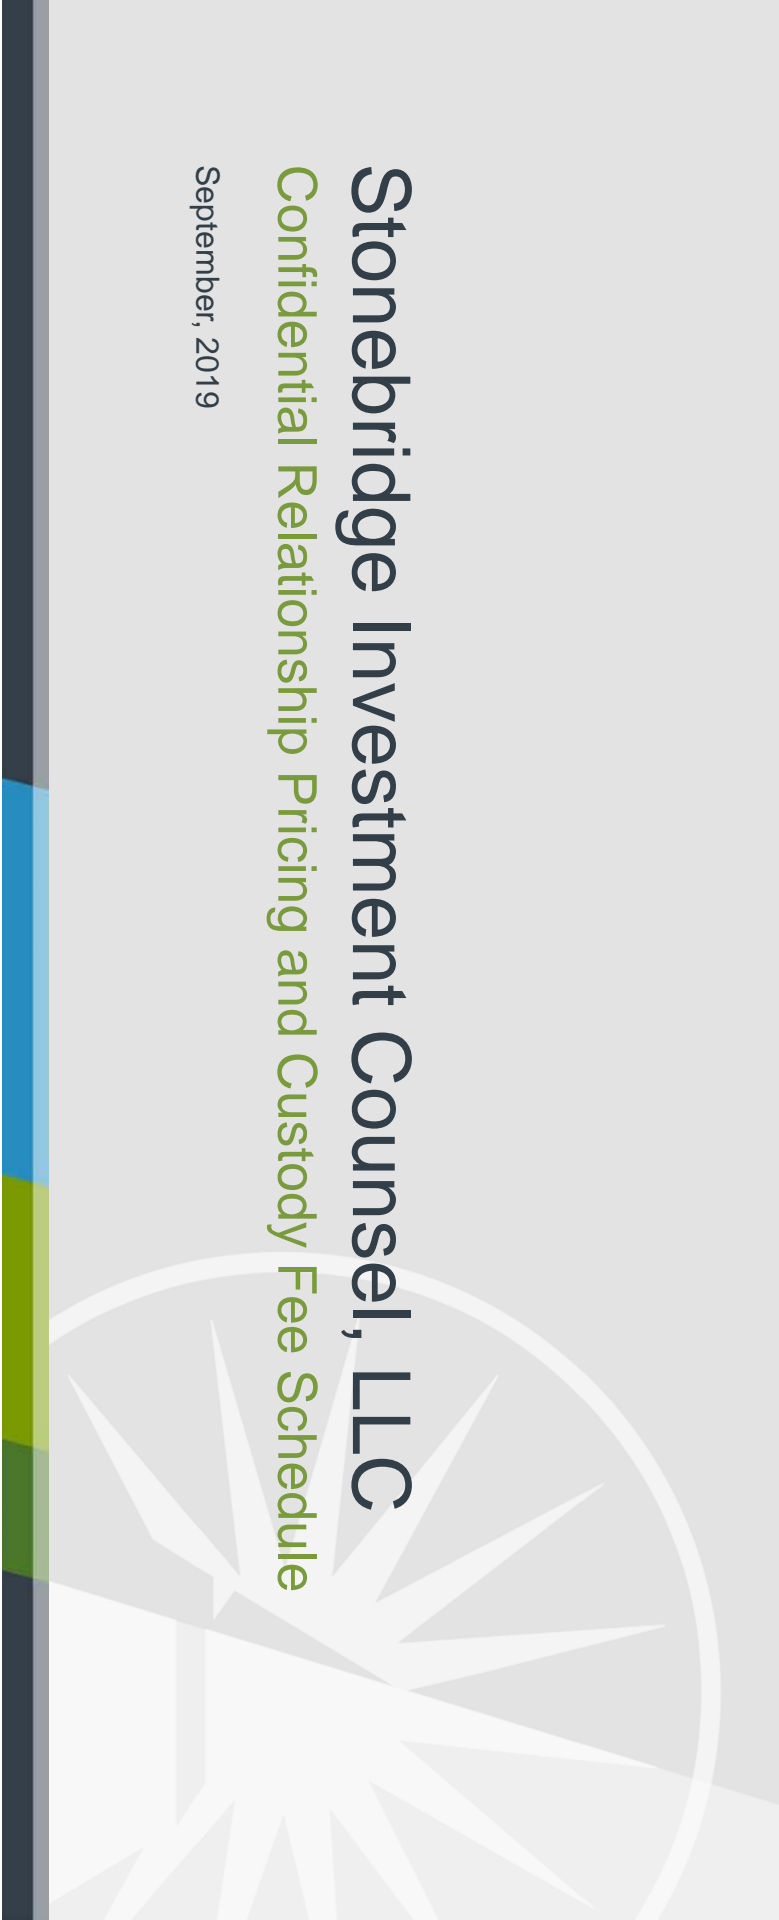 Stonebridge Investment Counsel, LLC
Confidential Relationship Pricing and Custody Fee Schedule
September, 2019